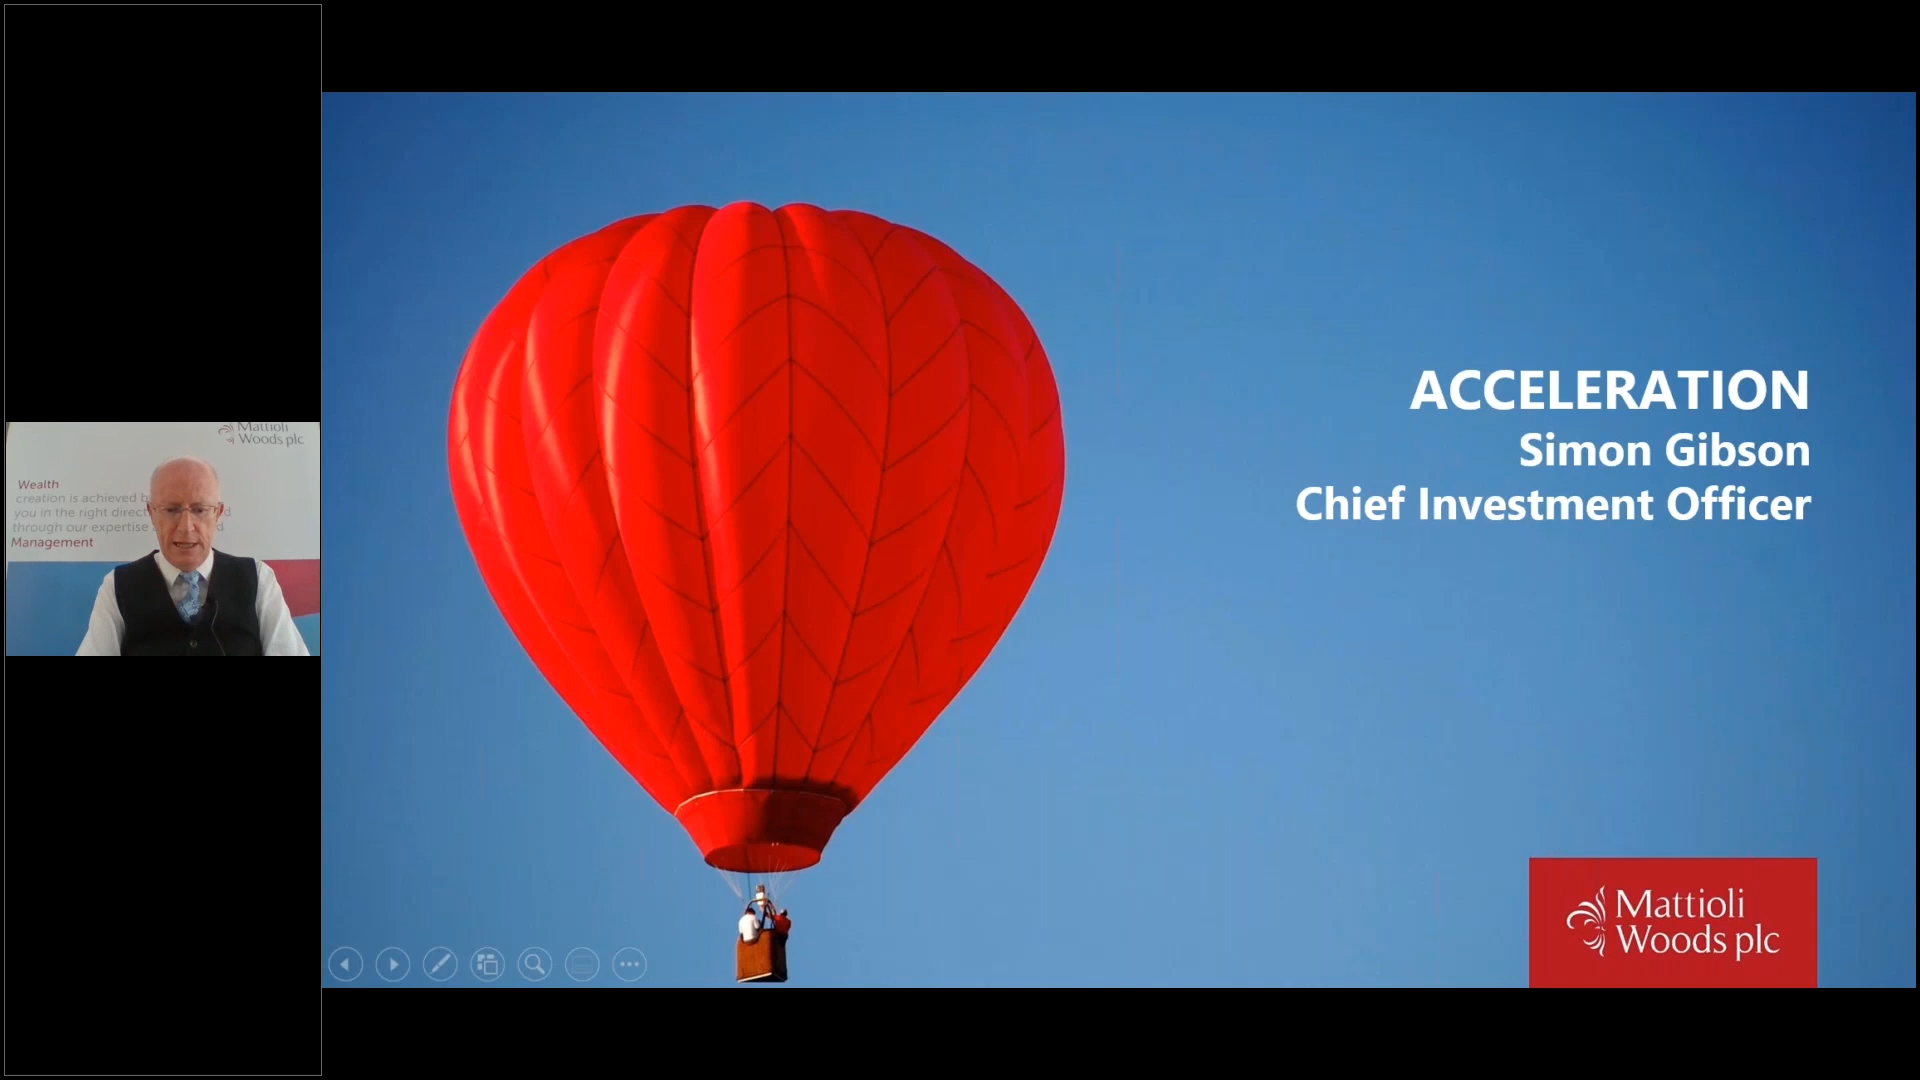 Mattioli
Woods plc
Wealth
creation is achieved
you in the right
through our expertise
Management
ACCELERATION
Simon Gibson
Chief Investment Officer
Mattioli
Woods plc